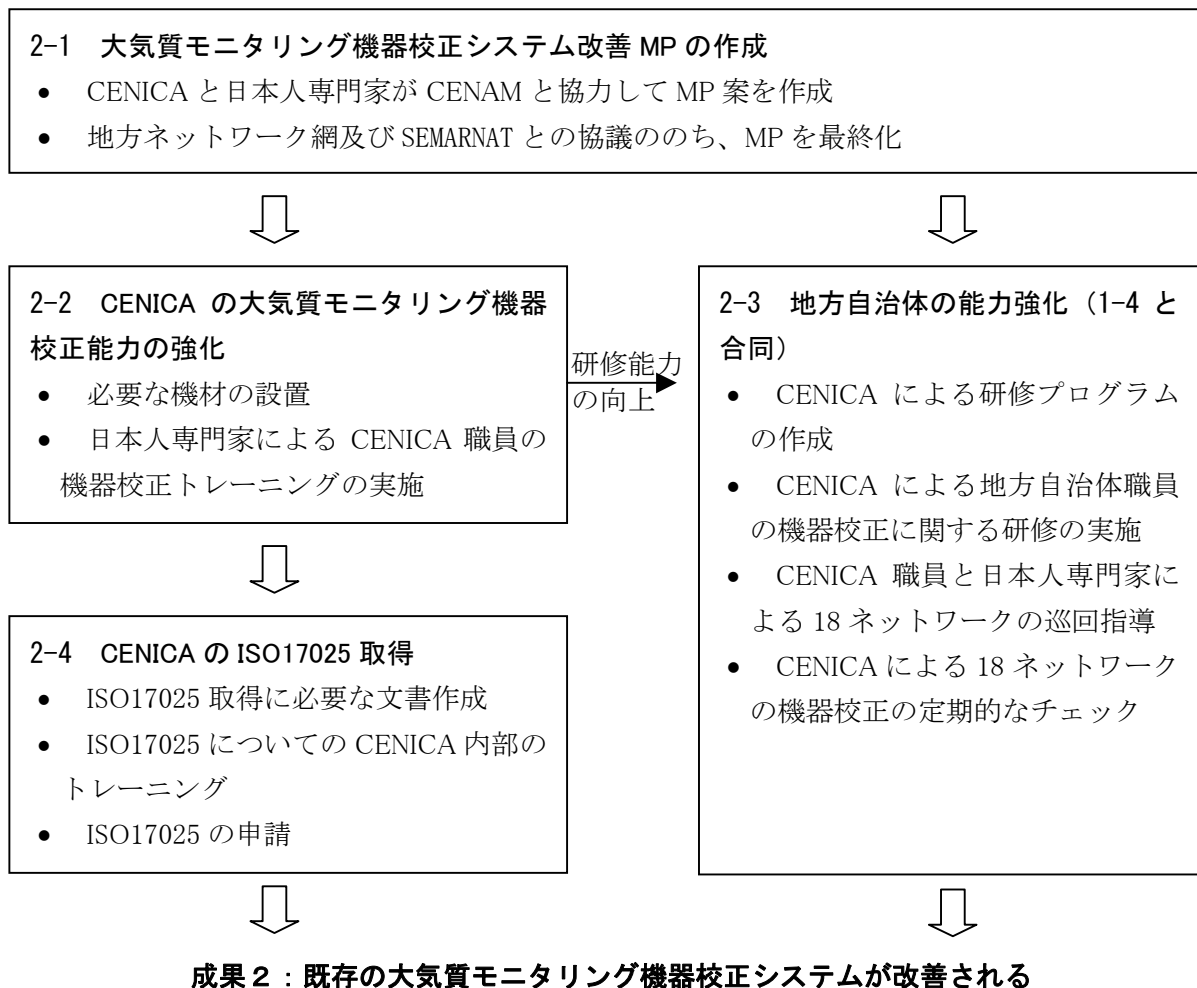 2-1 大気質モニタリング機器校正システム改善 MP の作成
● CENICA と日本人専門家が CENAM と協力して MP 案を作成
● 地方ネットワーク網及び SEMARNAT との協議ののち、MP を最終化
2-2 CENICA の大気質モニタリング機器
校正能力の強化
● 必要な機材の設置
● 日本人専門家による CENICA 職員の
機器校正トレーニングの実施
研修能力
の向上
2-3 地方自治体の能力強化（1-4 と
合同）
● CENICA による研修プログラム
の作成
● CENICA による地方自治体職員
の機器校正に関する研修の実施
● CENICA 職員と日本人専門家に
よる 18 ネットワークの巡回指導
● CENICA による 18 ネットワーク
の機器校正の定期的なチェック
2-4 CENICA の ISO17025 取得
● ISO17025 取得に必要な文書作成
● ISO17025 についての CENICA 内部の
トレーニング
● ISO17025 の申請
成果２：既存の大気質モニタリング機器校正システムが改善される